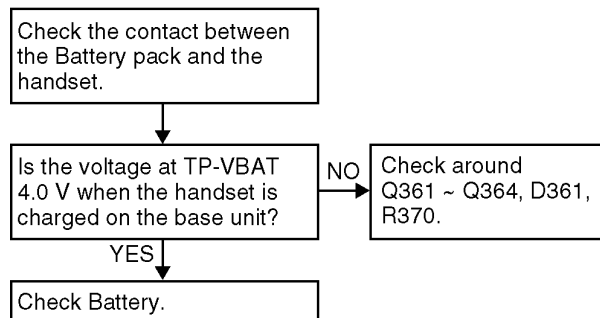 Check the contact between
the Battery pack and the
handset.
Is the voltage at TP-VBAT
4.0 V when the handset is
charged on the base unit?
NO
Check around
Q361 ~ Q364, D361,
R370.
YES
Check Battery.